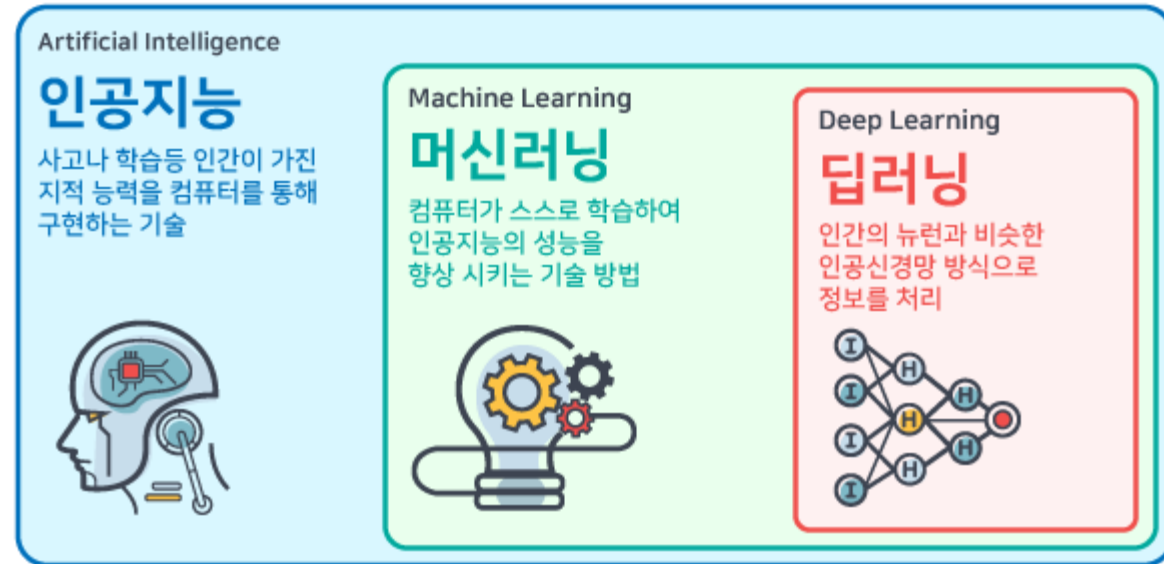 Artificial Intelligence
인공지능
사고나 학습등 인간이 가진
지적 능력을 컴퓨터를 통해
구현하는 기술
Machine Learning
머신러닝
컴퓨터가 스스로 학습하여
인공지능의 성능을
향상 시키는 기술 방법
Deep Learning
딥러닝
인간의 뉴런과 비슷한
인공신경망 방식으로
정보를 처리
I
H
I
H
H
I
H
H
I